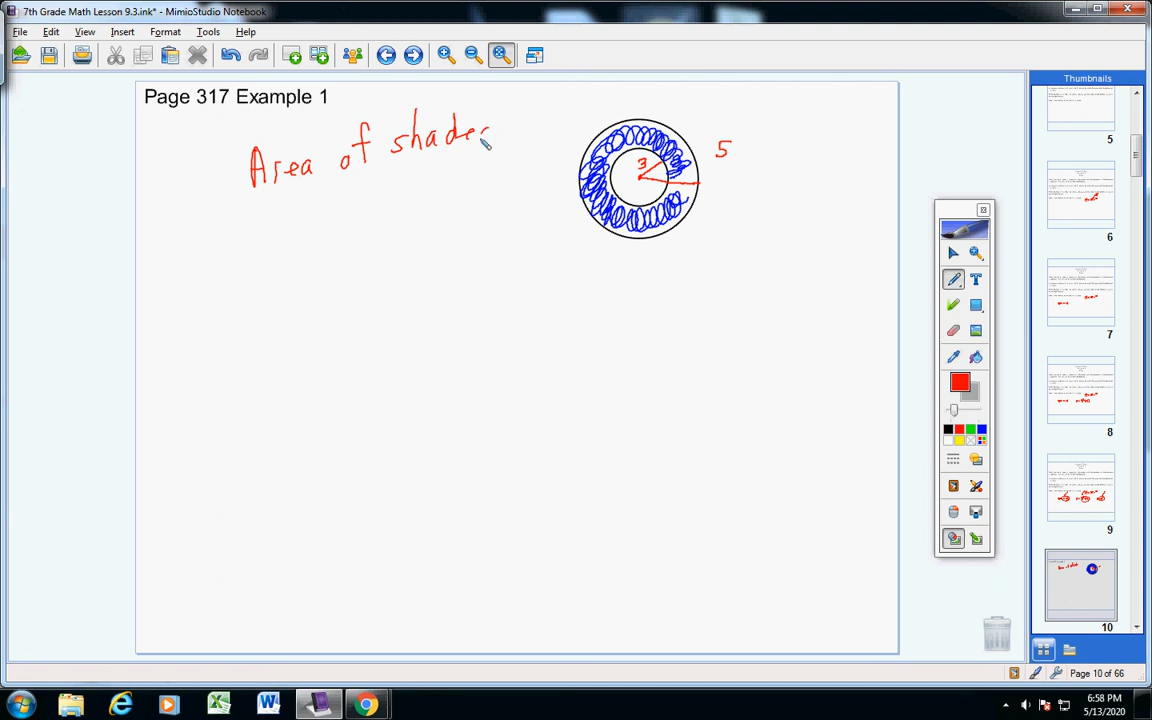 7th Grade Math Lesson 9.3.ink* - MimioStudio Notebook
File Edit View Insert Format Tools Help
Page 317 Example 1
Area of shade
3
5
T
Thumbnails
5
6
7
8
9
10
Page 10 of 66
6:58 PM
5/13/2020